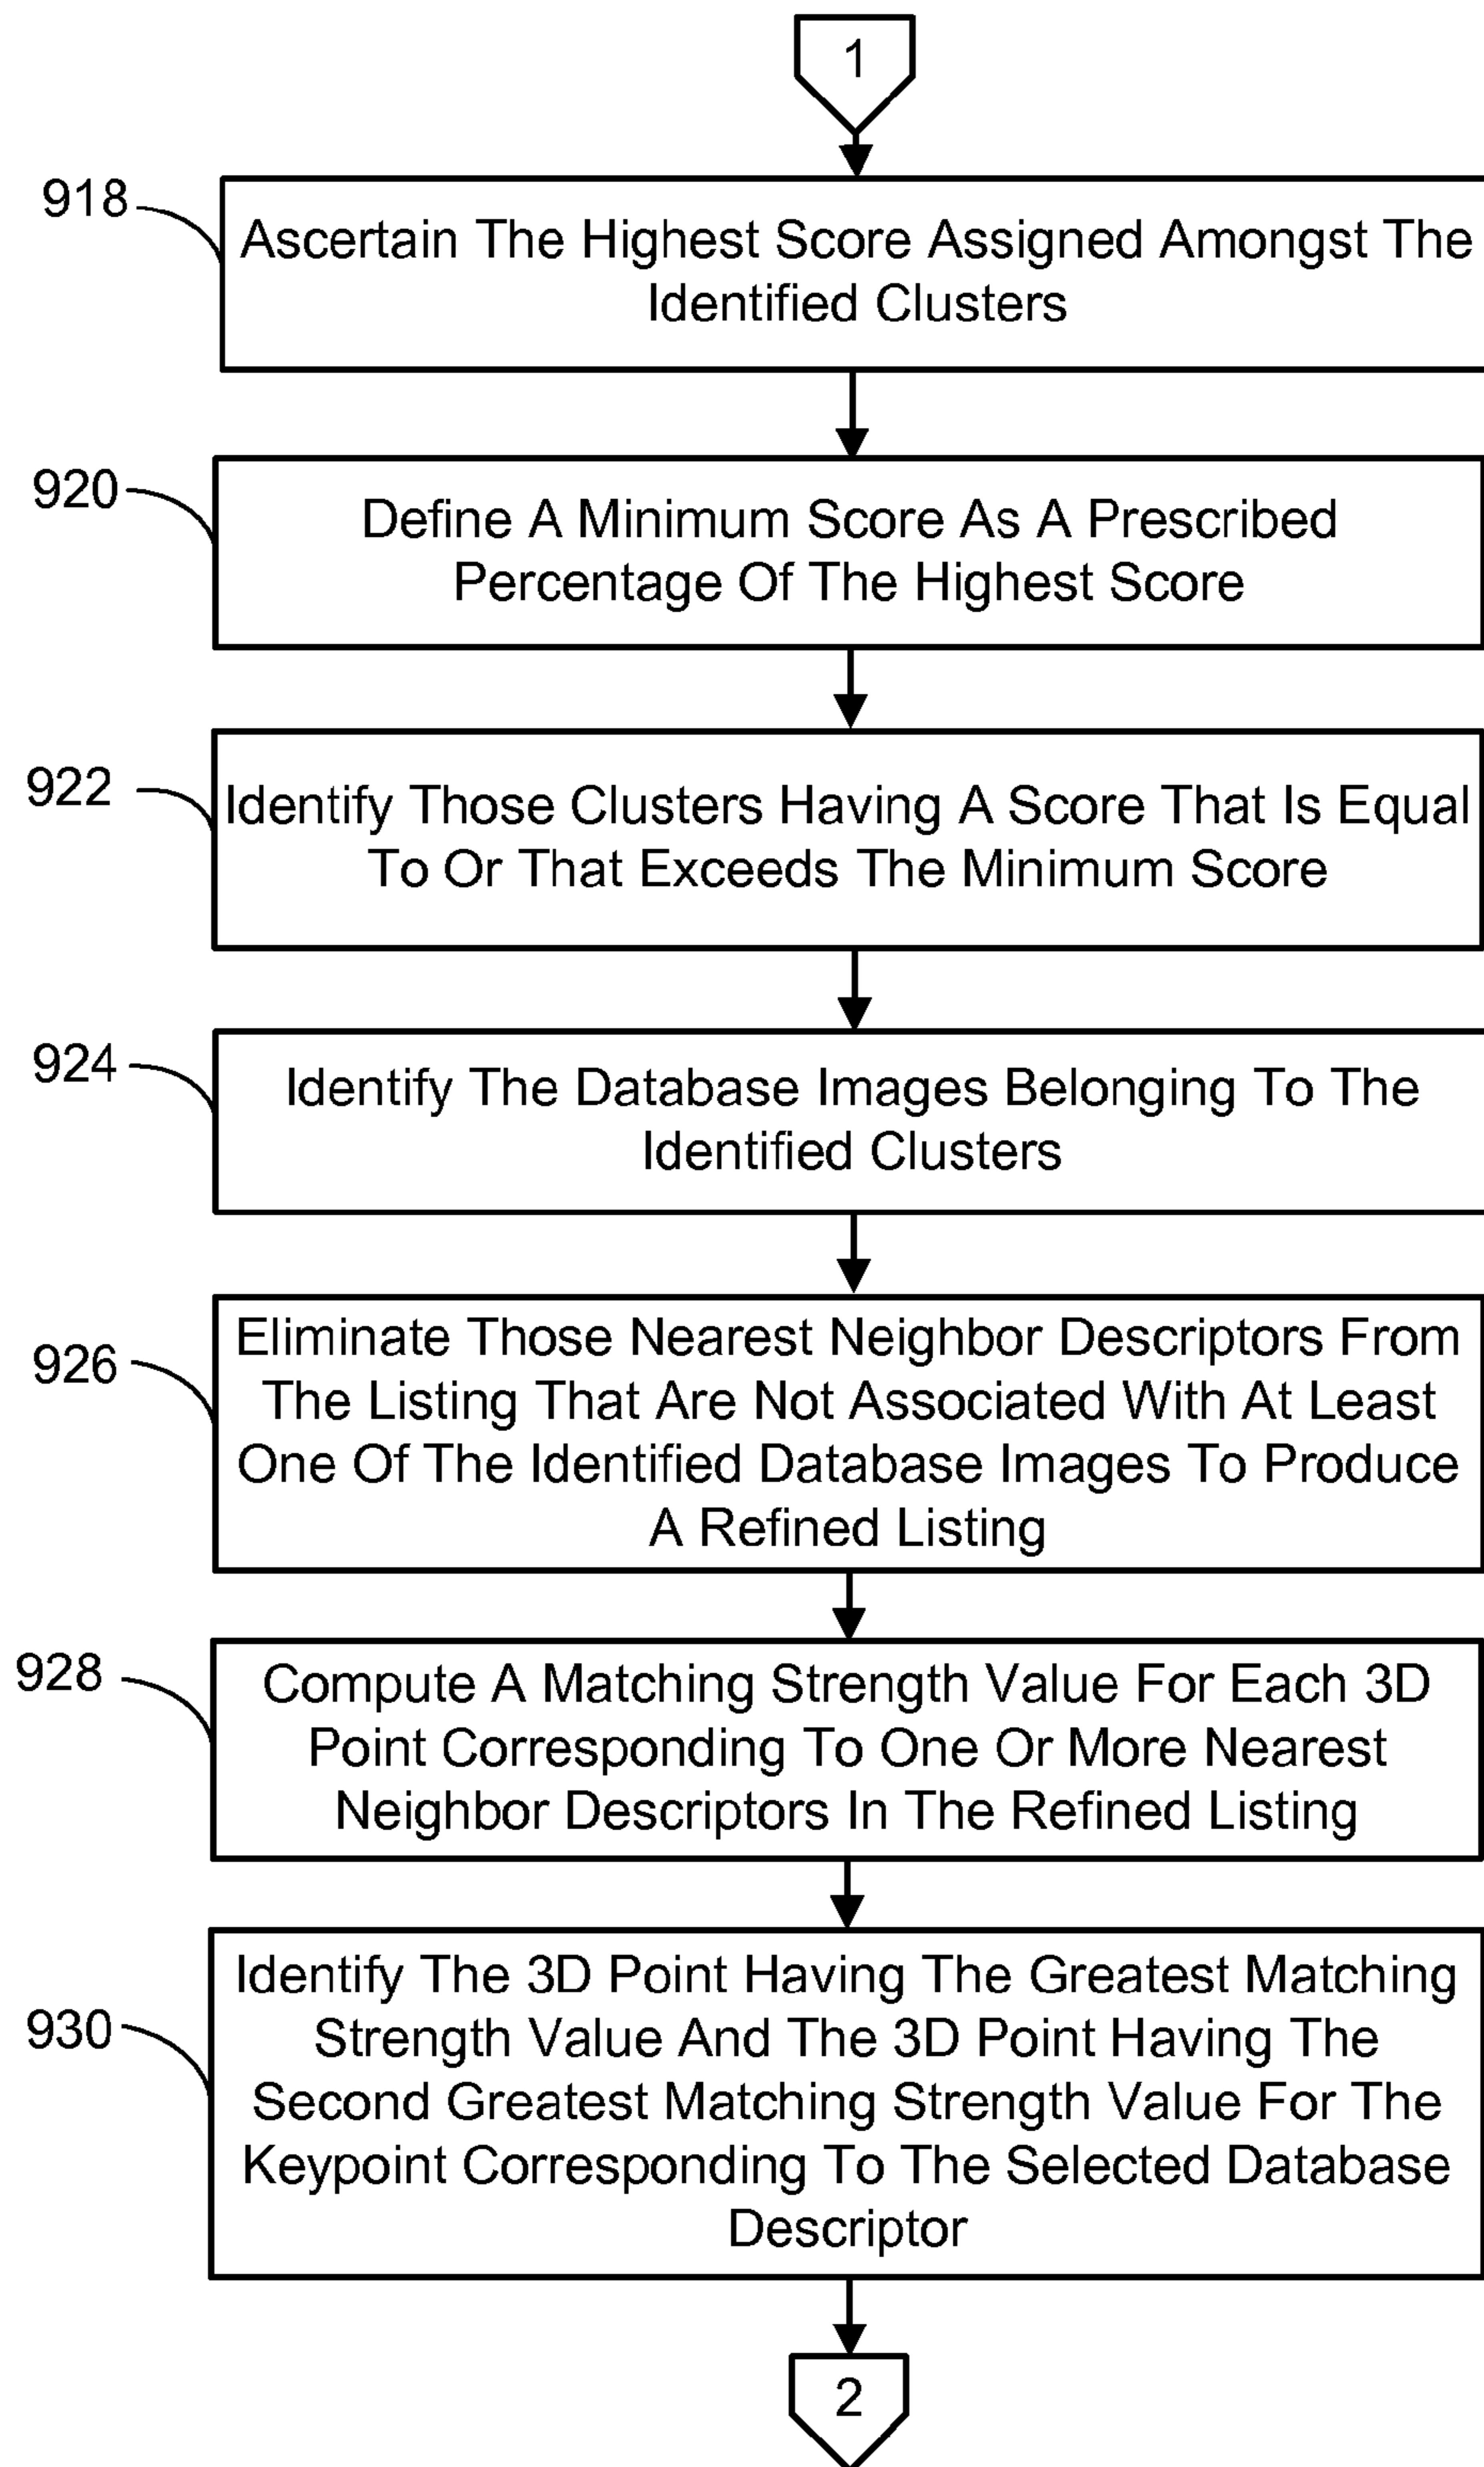 1
918
Ascertain The Highest Score Assigned Amongst The
Identified Clusters
920
Define A Minimum Score As A Prescribed
Percentage Of The Highest Score
922
Identify Those Clusters Having A Score That Is Equal
To Or That Exceeds The Minimum Score
924
Identify The Database Images Belonging To The
Identified Clusters
926
Eliminate Those Nearest Neighbor Descriptors From
The Listing That Are Not Associated With At Least
One Of The Identified Database Images To Produce
A Refined Listing
928
Compute A Matching Strength Value For Each 3D
Point Corresponding To One Or More Nearest
Neighbor Descriptors In The Refined Listing
930
Identify The 3D Point Having The Greatest Matching
Strength Value And The 3D Point Having The
Second Greatest Matching Strength Value For The
Keypoint Corresponding To The Selected Database
Descriptor
2